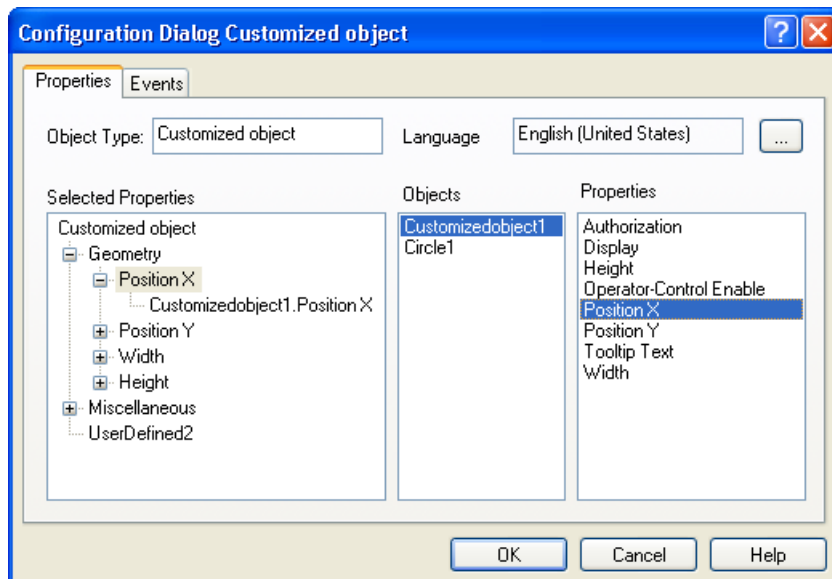 Configuration Dialog Customized object
Properties
Events
Object Type:
Customized object
Language
English (United States)
...
Selected Properties
Objects
Properties
Customized object
Geometry
Position X
Customizedobject1.Position X
Position Y
Width
Height
Miscellaneous
UserDefined2
Customizedobject1
Circle1
Authorization
Display
Height
Operator-Control Enable
Position X
Position Y
Tooltip Text
Width
OK
Cancel
Help